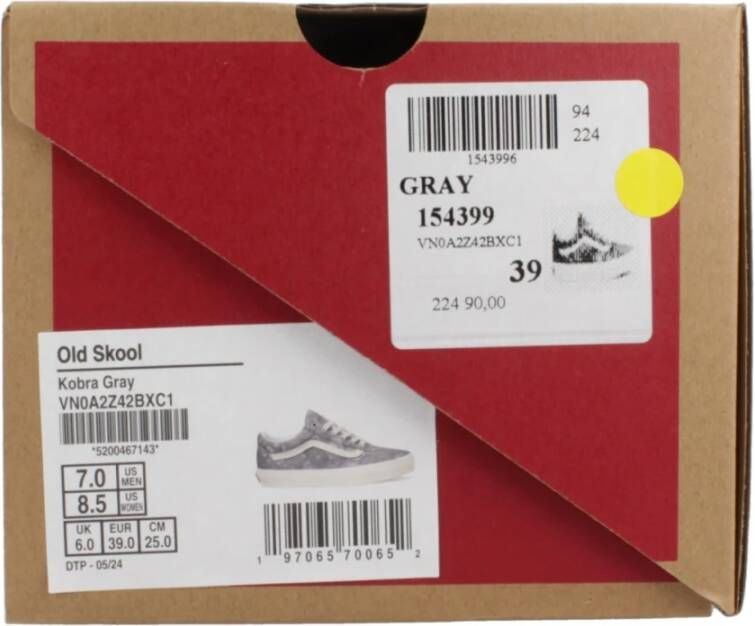 94
224
1543996
GRAY
154399
VN0A2Z42BXC1
39
224 90,00
Old Skool
Kobra Gray
VN0A2Z42BXC1
*5200467143*
7.0 US MEN
8.5 US WOMEN
UK EUR CM
6.0 39.0 25.0
DTP - 05/24
1 97065 70065 2